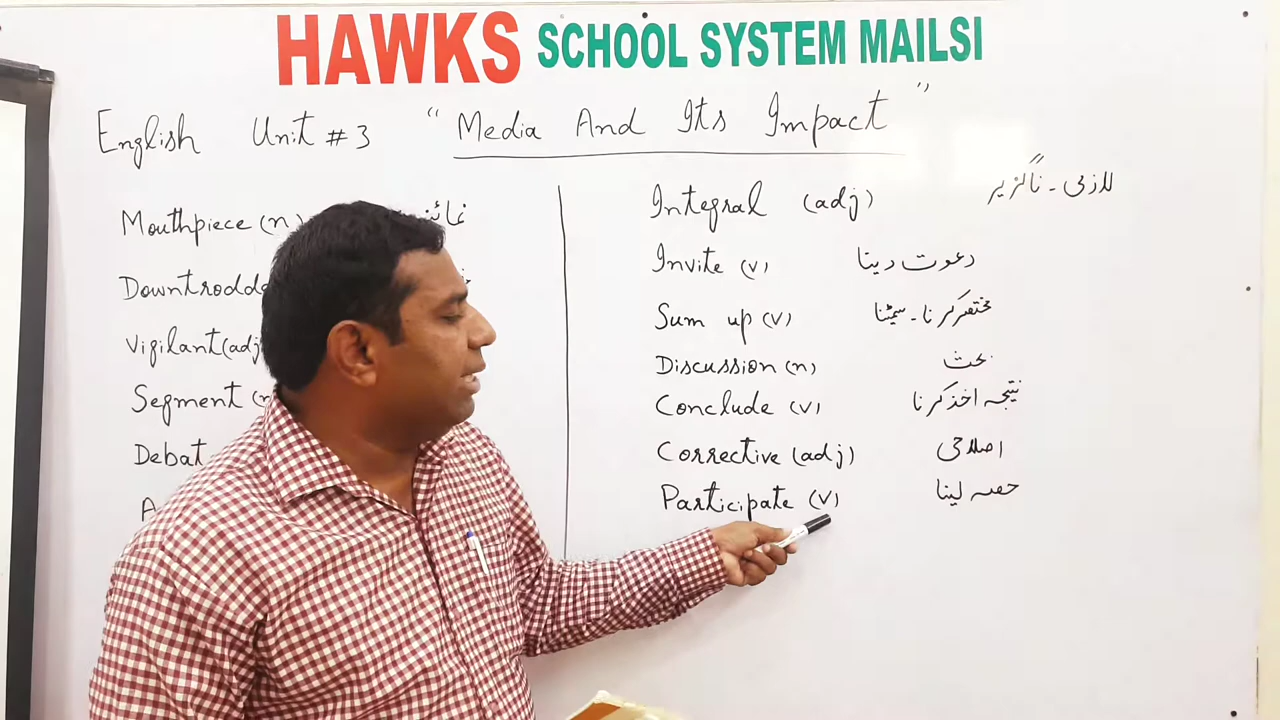 HAWKS SCHOOL SYSTEM MAILSI
English Unit # 3 " Media And Its Impact "
Mouthpiece (n)
Vigilant (adj
Segment (
Debat
Integral (adj) لازمی ۔ ناگزیر
Invite (v) دعوت دینا
Sum up (v) مختصر کرنا ۔ سمیٹنا
Discussion (n) بحث
Conclude (v) نتیجہ اخذ کرنا
Corrective (adj) اصلاحی
Participate (v) حصہ لینا